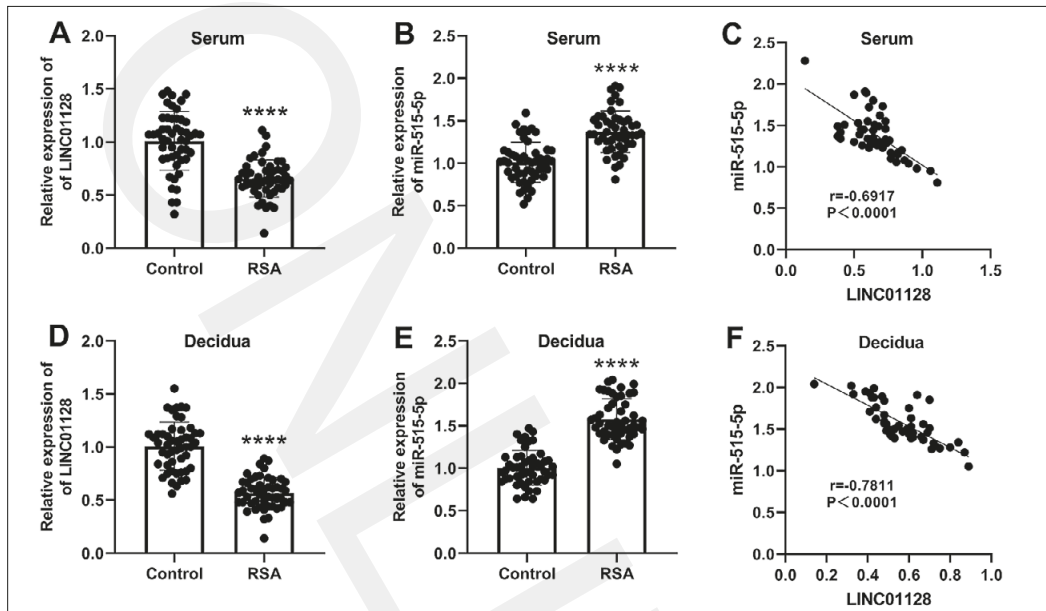 A
Serum
Relative expression of
of LINC01128
2.0
1.5
1.0
0.5
0.0
****
Control
RSA
B
Serum
Relative expression
of miR-515-5p
2.5
2.0
1.5
1.0
0.5
0.0
****
Control
RSA
C
Serum
miR-515-5p
2.5
2.0
1.5
1.0
0.5
0.0
r=-0.6917
P<0.0001
0.0
0.5
1.0
1.5
LINC01128
D
Decidua
Relative expression of
of LINC01128
2.0
1.5
1.0
0.5
0.0
****
Control
RSA
E
Decidua
Relative expression
of miR-515-5p
2.5
2.0
1.5
1.0
0.5
0.0
****
Control
RSA
F
Decidua
miR-515-5p
2.5
2.0
1.5
1.0
0.5
0.0
r=-0.7811
P<0.0001
0.0
0.2
0.4
0.6
0.8
1.0
LINC01128